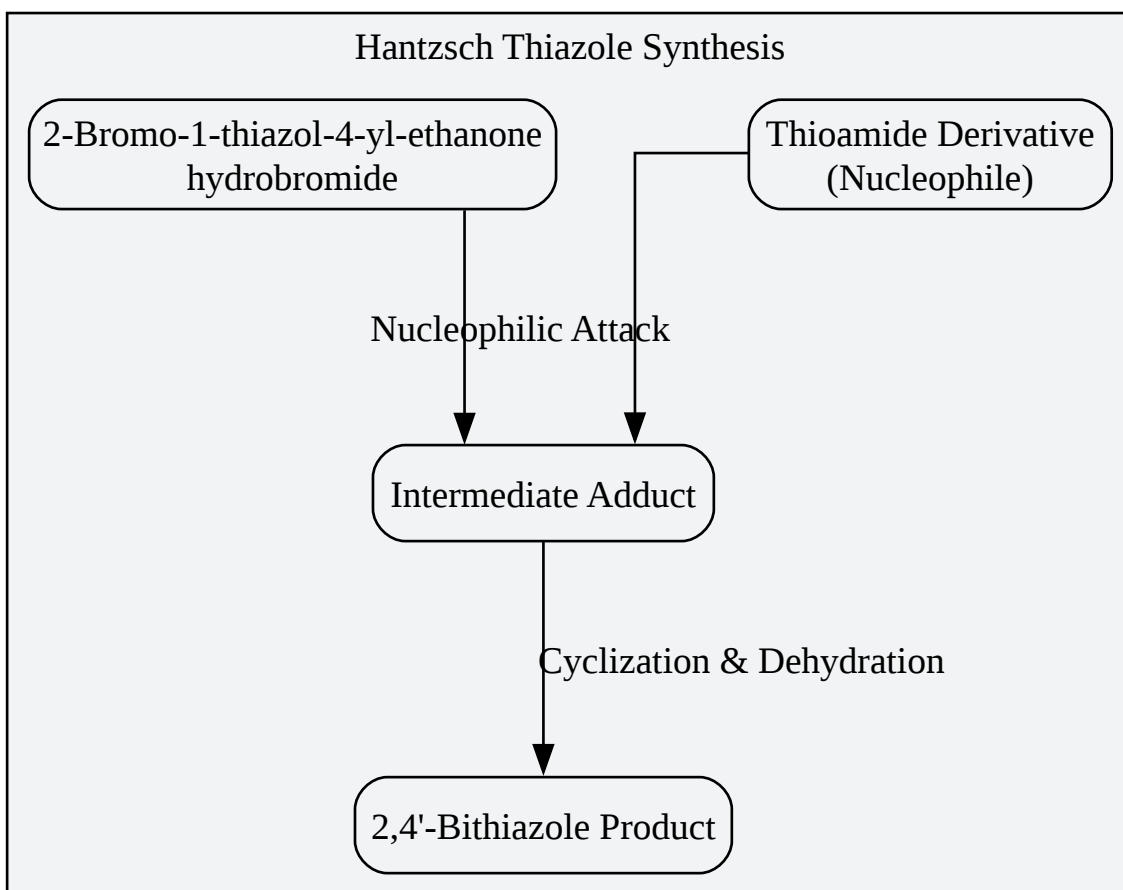 Hantzsch Thiazole Synthesis
2-Bromo-1-thiazol-4-yl-ethanone
hydrobromide
Thioamide Derivative
(Nucleophile)
Nucleophilic Attack
Intermediate Adduct
Cyclization & Dehydration
2,4'-Bithiazole Product